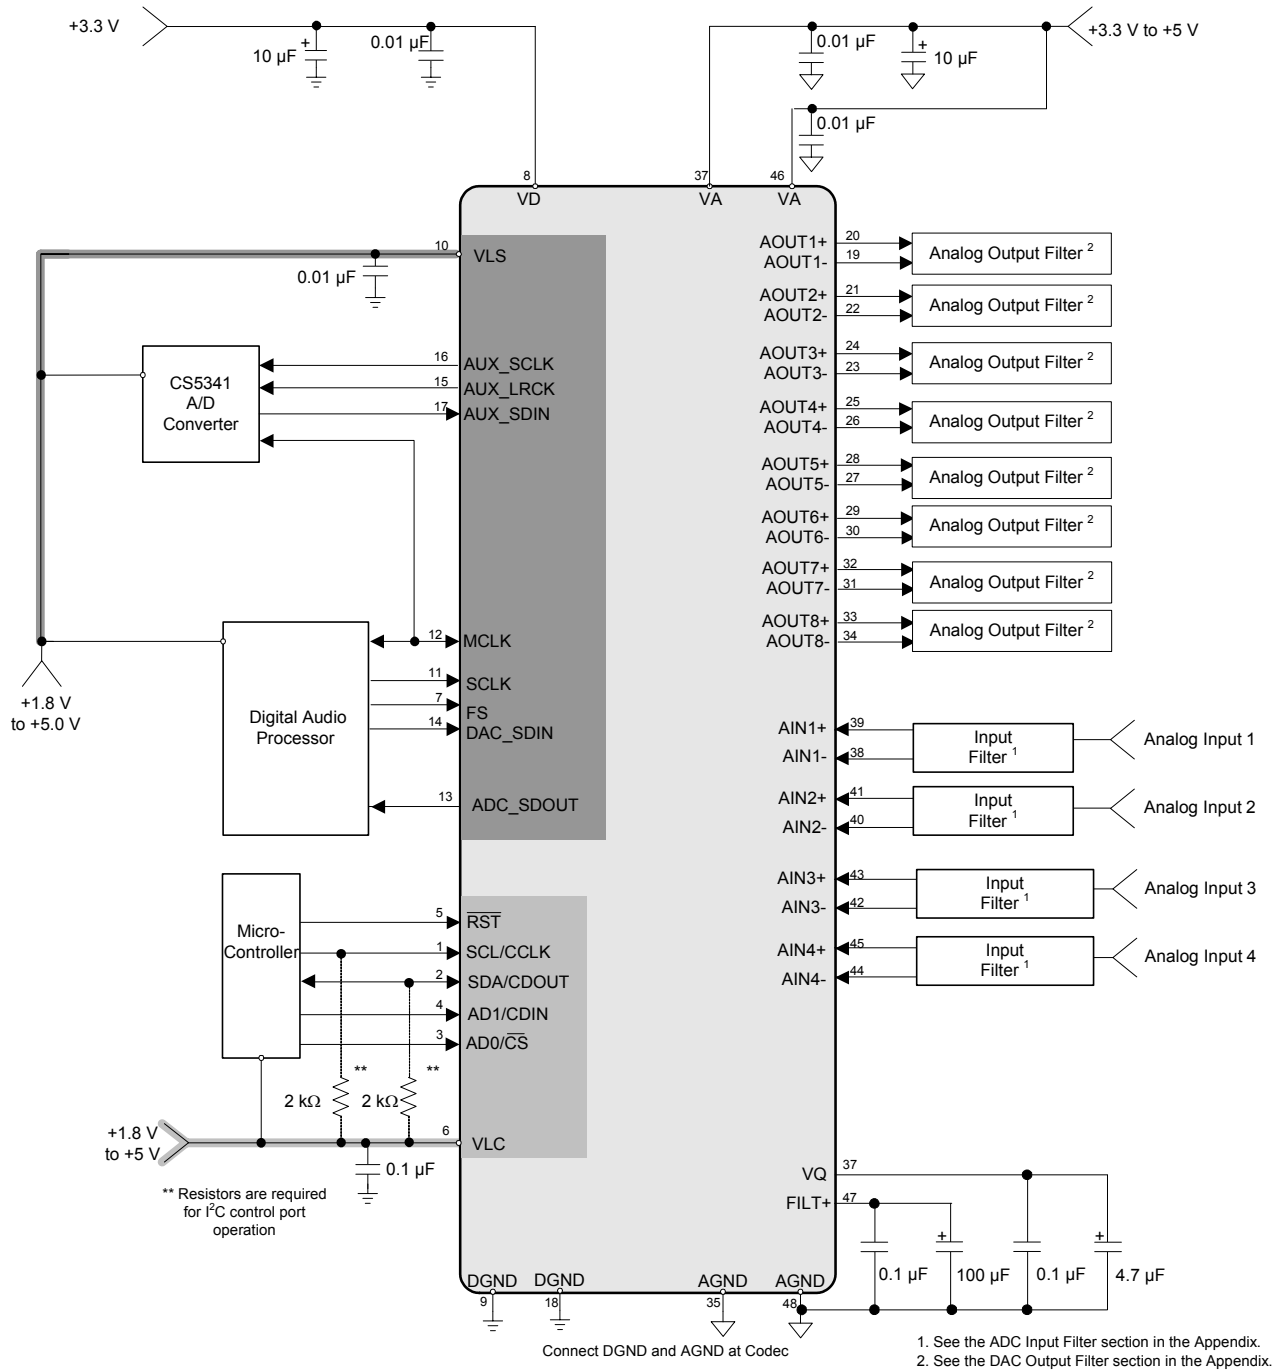 +3.3 V
10 µF
+
0.01 µF
0.01 µF
+
10 µF
+3.3 V to +5 V
0.01 µF
8
VD
37
VA
46
VA
10
VLS
0.01 µF
CS5341
A/D
Converter
16
AUX_SCLK
15
AUX_LRCK
17
AUX_SDIN
+1.8 V
to +5.0 V
Digital Audio
Processor
12
MCLK
11
SCLK
7
FS
14
DAC_SDIN
13
ADC_SDOUT
Micro-
Controller
5
RST
1
SCL/CCLK
2
SDA/CDOUT
4
AD1/CDIN
3
AD0/CS
**
**
2 kΩ
2 kΩ
+1.8 V
to +5 V
6
VLC
0.1 µF
** Resistors are required
for I²C control port
operation
AOUT1+
20
AOUT1-
19
Analog Output Filter ²
AOUT2+
21
AOUT2-
22
Analog Output Filter ²
AOUT3+
24
AOUT3-
23
Analog Output Filter ²
AOUT4+
25
AOUT4-
26
Analog Output Filter ²
AOUT5+
28
AOUT5-
27
Analog Output Filter ²
AOUT6+
29
AOUT6-
30
Analog Output Filter ²
AOUT7+
32
AOUT7-
31
Analog Output Filter ²
AOUT8+
33
AOUT8-
34
Analog Output Filter ²
AIN1+
39
AIN1-
38
Input
Filter ¹
Analog Input 1
AIN2+
41
AIN2-
40
Input
Filter ¹
Analog Input 2
AIN3+
43
AIN3-
42
Input
Filter ¹
Analog Input 3
AIN4+
45
AIN4-
44
Input
Filter ¹
Analog Input 4
VQ
37
FILT+
47
0.1 µF
+
100 µF
0.1 µF
+
4.7 µF
DGND
9
DGND
18
AGND
35
AGND
48
Connect DGND and AGND at Codec
1. See the ADC Input Filter section in the Appendix.
2. See the DAC Output Filter section in the Appendix.